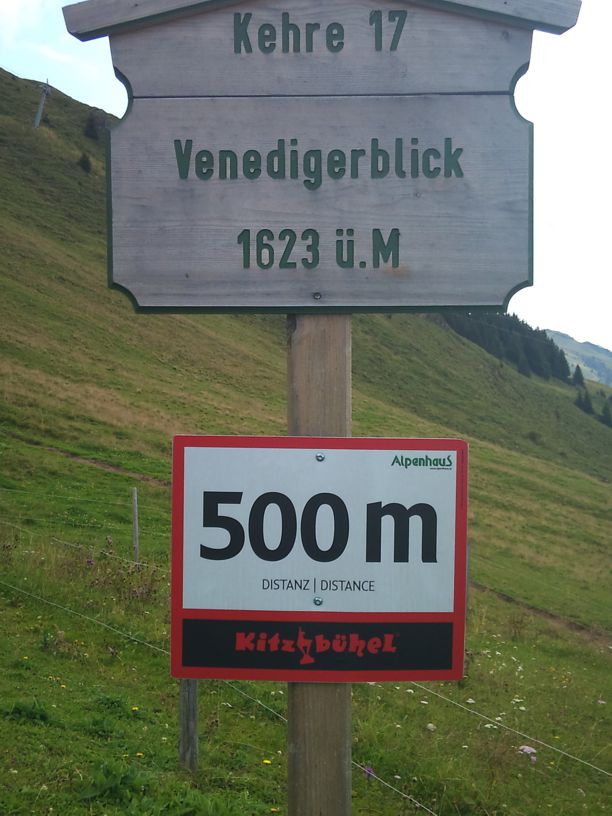 Kehre 17
Venedigerblick
1623 ü.M
AlpenhauS
500 m
DISTANZ | DISTANCE
Kitzbühel